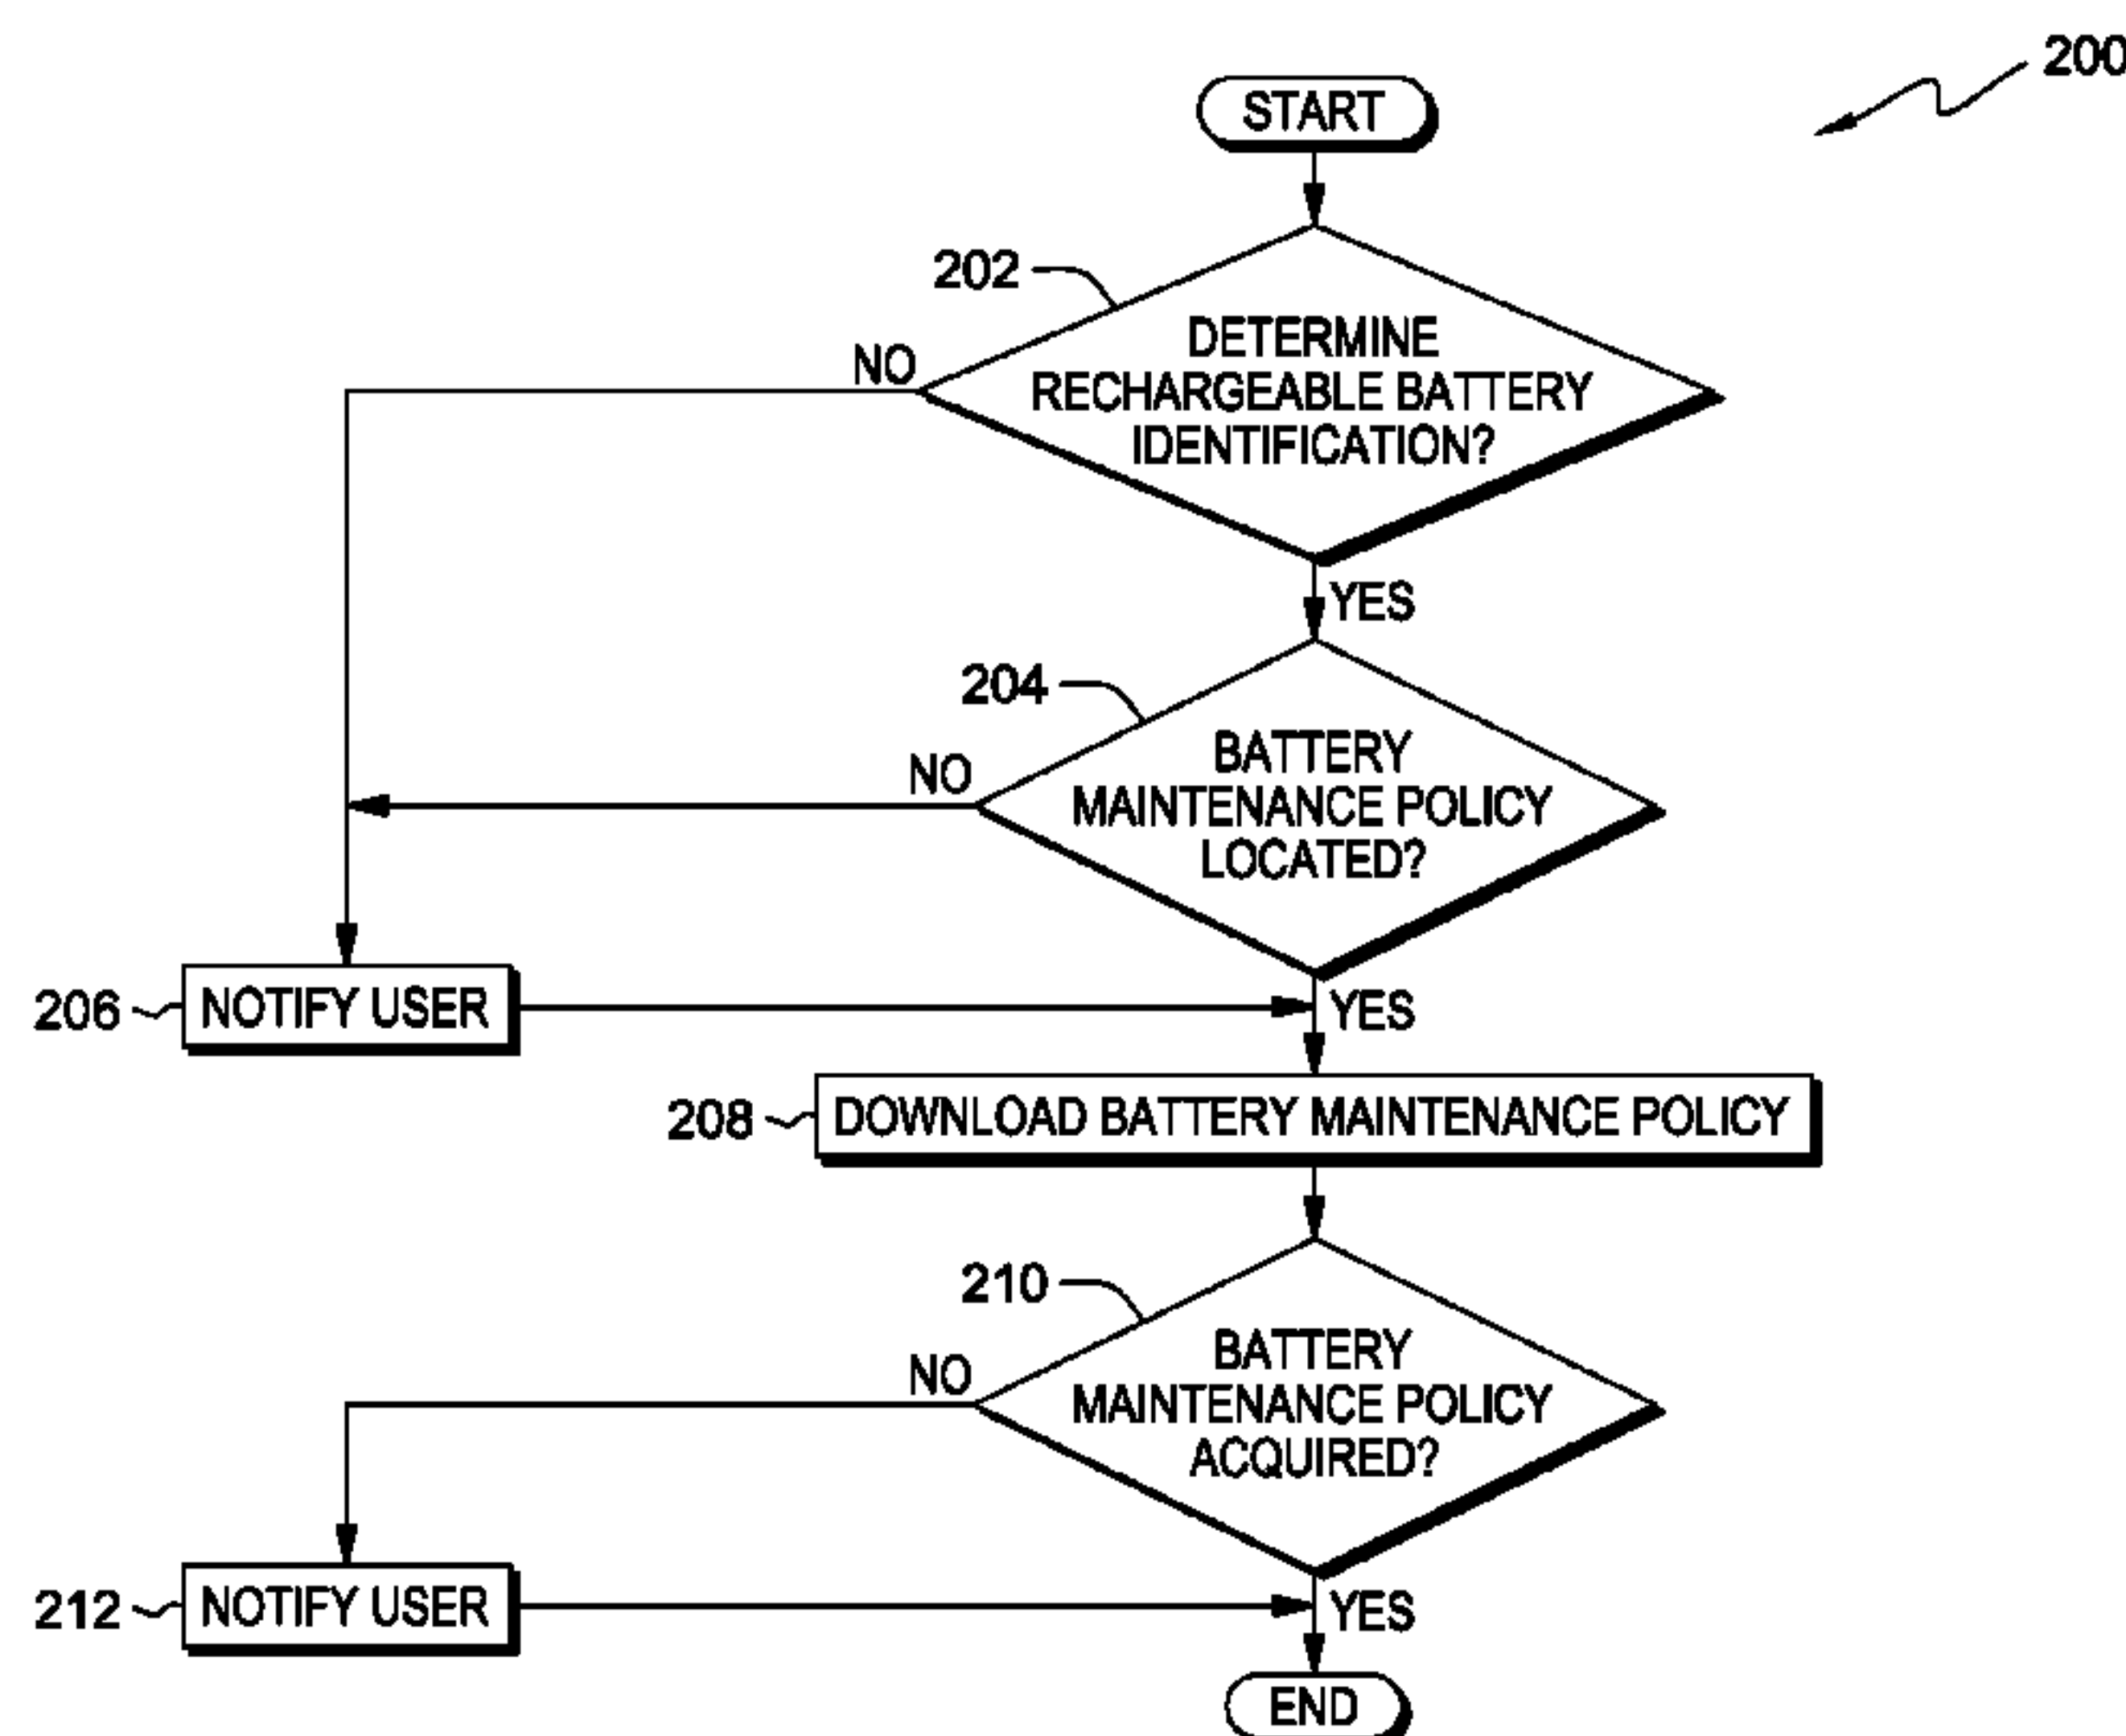 200
START
202
DETERMINE
RECHARGEABLE BATTERY
IDENTIFICATION?
NO
YES
204
BATTERY
MAINTENANCE POLICY
LOCATED?
NO
YES
206
NOTIFY USER
208
DOWNLOAD BATTERY MAINTENANCE POLICY
210
BATTERY
MAINTENANCE POLICY
ACQUIRED?
NO
YES
212
NOTIFY USER
END